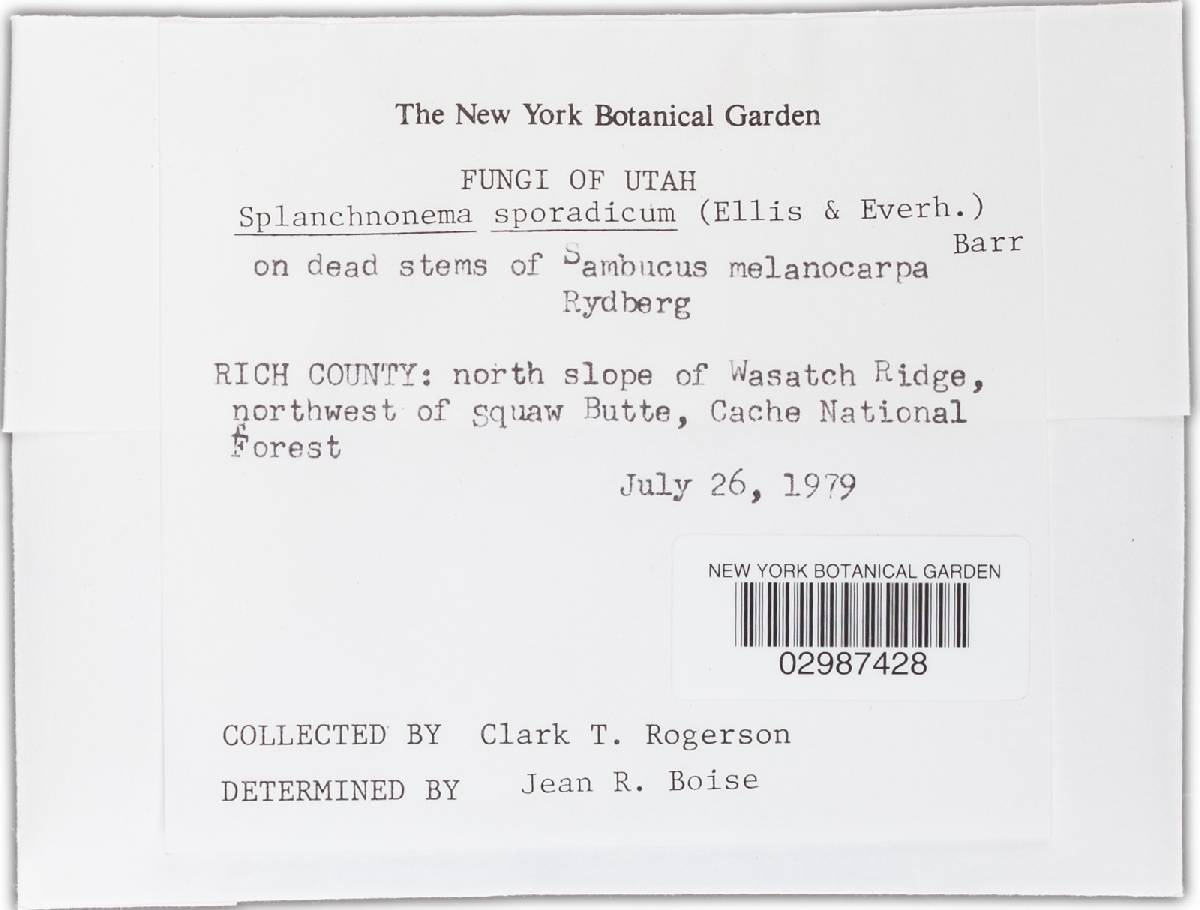 The New York Botanical Garden
FUNGI OF UTAH
Splanchnonema sporadicum (Ellis & Everh.)
Barr
on dead stems of Sambucus melanocarpa
Rydberg
RICH COUNTY: north slope of Wasatch Ridge,
northwest of squaw Butte, Cache National
Forest
July 26, 1979
NEW YORK BOTANICAL GARDEN
02987428
COLLECTED BY Clark T. Rogerson
DETERMINED BY Jean R. Boise